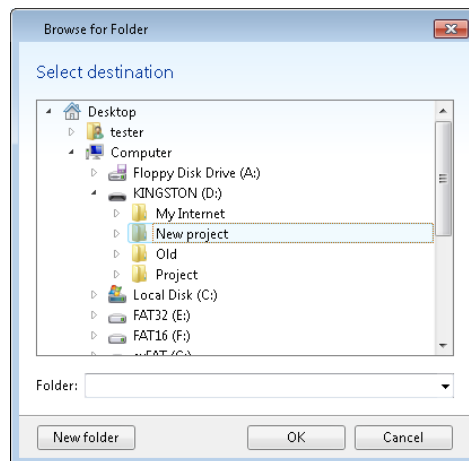 Browse for Folder
Select destination
Desktop
tester
Computer
Floppy Disk Drive (A:)
KINGSTON (D:)
My Internet
New project
Old
Project
Local Disk (C:)
FAT32 (E:)
FAT16 (F:)
Folder:
New folder OK Cancel